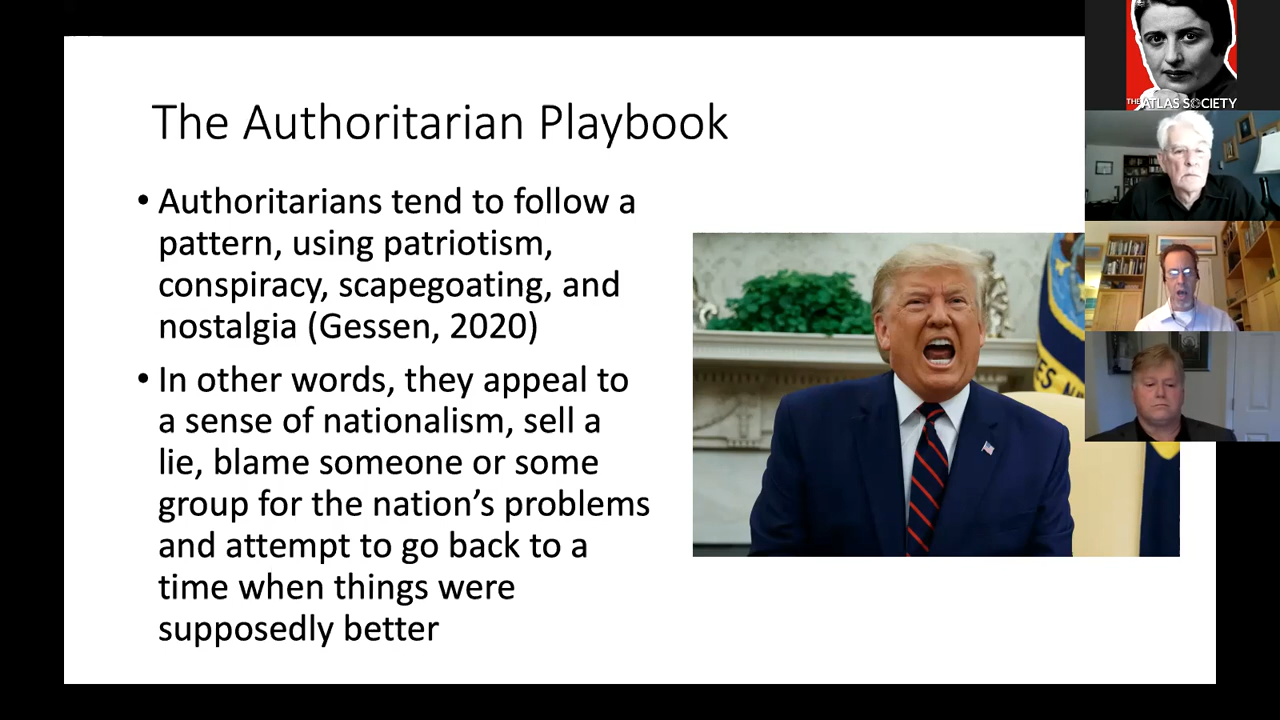 The Authoritarian Playbook
• Authoritarians tend to follow a
pattern, using patriotism,
conspiracy, scapegoating, and
nostalgia (Gessen, 2020)
• In other words, they appeal to
a sense of nationalism, sell a
lie, blame someone or some
group for the nation’s problems
and attempt to go back to a
time when things were
supposedly better
THE ATLAS SOCIETY